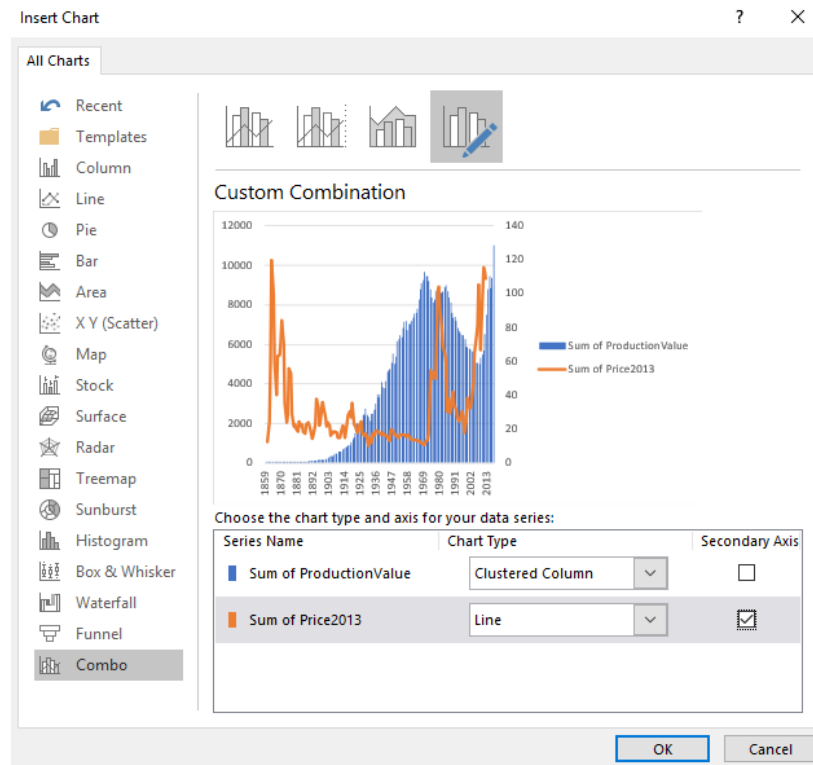 Insert Chart ? ×
All Charts
Recent
Templates
Column
Line
Pie
Bar
Area
X Y (Scatter)
Map
Stock
Surface
Radar
Treemap
Sunburst
Histogram
Box & Whisker
Waterfall
Funnel
Combo
Custom Combination
12000
10000
8000
6000
4000
2000
0
140
120
100
80
60
40
20
0
1859
1870
1881
1892
1903
1914
1925
1936
1947
1958
1969
1980
1991
2002
2013
Sum of ProductionValue
Sum of Price2013
Choose the chart type and axis for your data series:
Series Name Chart Type Secondary Axis
Sum of ProductionValue Clustered Column
Sum of Price2013 Line
OK Cancel